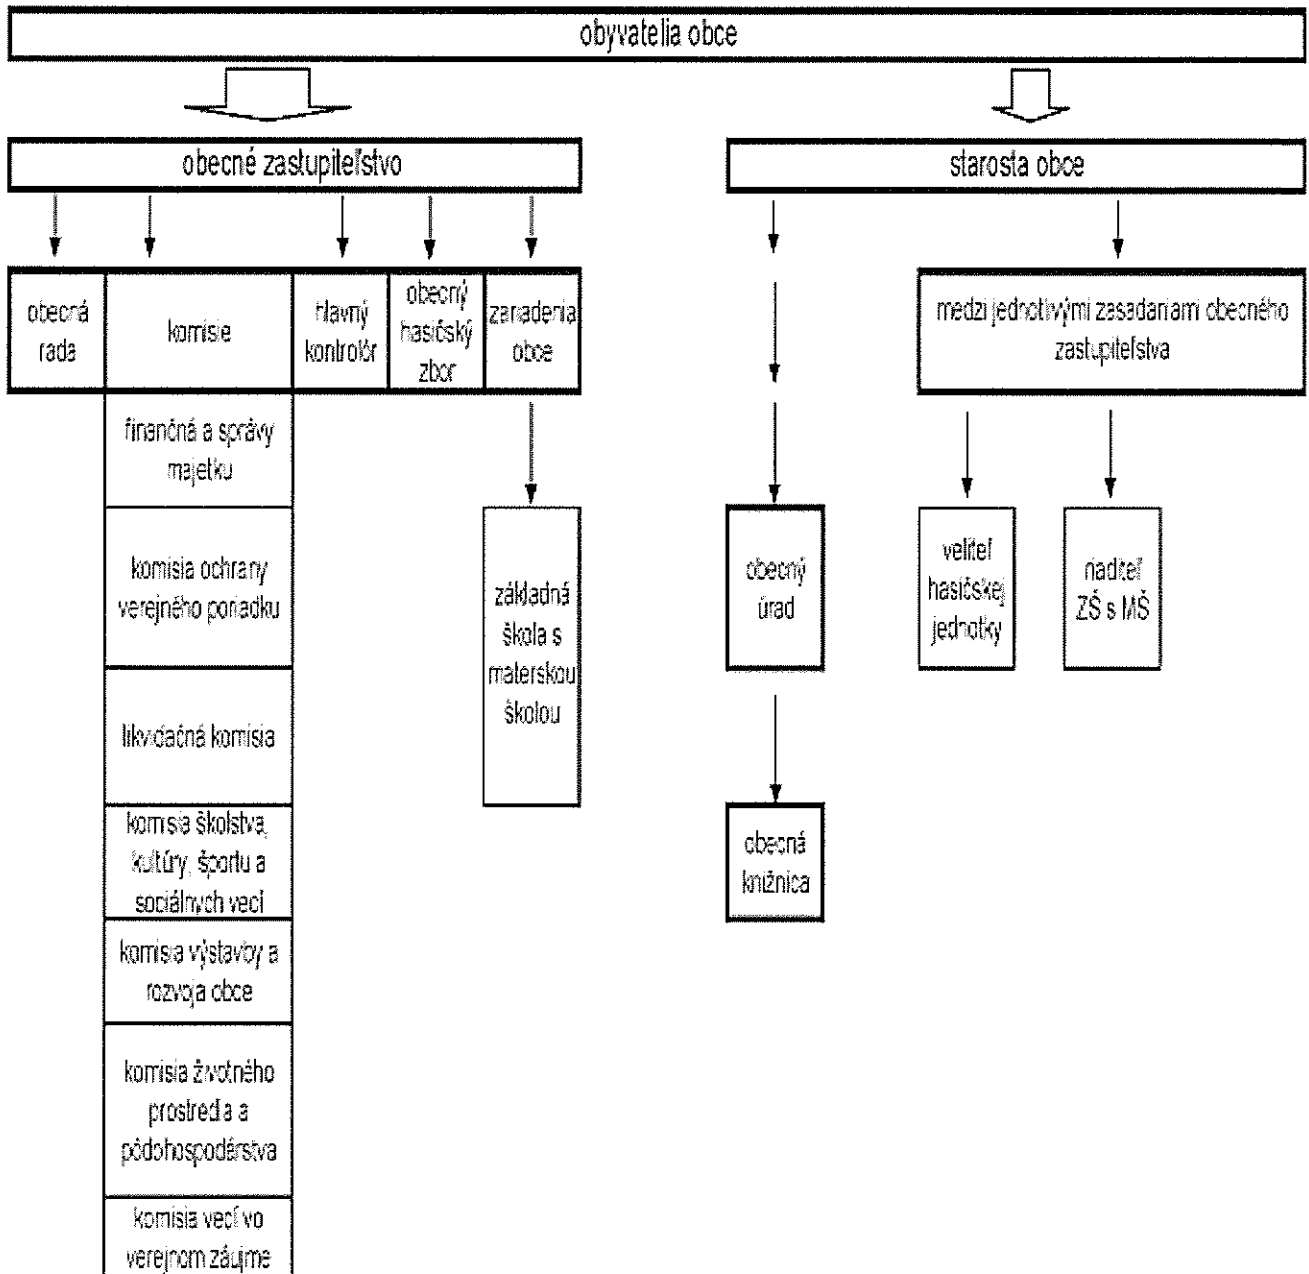 obyvatelia obce
obecné zastupiteľstvo
starosta obce
obecná
rada
komisie
hlavný
kontrolór
obecný
hasičský
zbor
zariadenia
obce
medzi jednotlivými zasadaniami obecného
zastupiteľstva
finančná a správy
majetku
komisia ochrany
verejného poriadku
likvidačná komisia
komisia školstva,
kultúry, športu a
sociálnych vecí
komisia výstavby a
rozvoja obce
komisia životného
prostredia a
pôdohospodárstva
komisia vecí vo
verejnom záujme
základná
škola s
materskou
školou
obecný
úrad
obecná
knižnica
veliteľ
hasičskej
jednotky
riaditeľ
ZŠ s MŠ